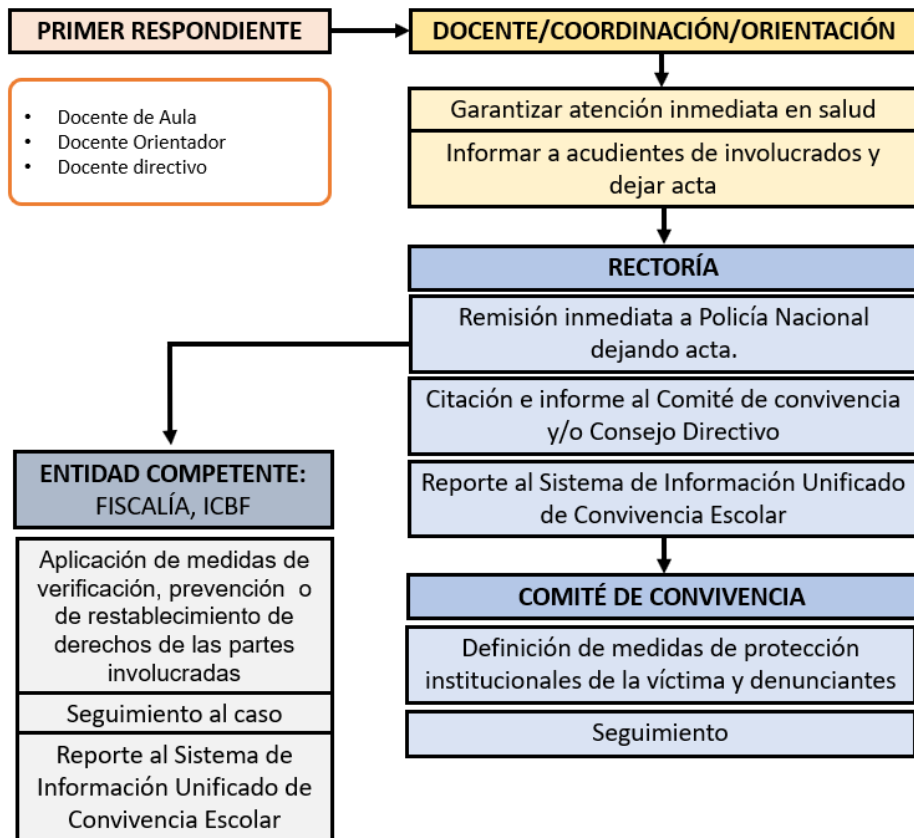 PRIMER RESPONDIENTE
• Docente de Aula
• Docente Orientador
• Docente directivo
DOCENTE/COORDINACIÓN/ORIENTACIÓN
Garantizar atención inmediata en salud
Informar a acudientes de involucrados y
dejar acta
RECTORÍA
Remisión inmediata a Policía Nacional
dejando acta.
Citación e informe al Comité de convivencia
y/o Consejo Directivo
Reporte al Sistema de Información Unificado
de Convivencia Escolar
ENTIDAD COMPETENTE:
FISCALÍA, ICBF
Aplicación de medidas de
verificación, prevención o
de restablecimiento de
derechos de las partes
involucradas
Seguimiento al caso
Reporte al Sistema de
Información Unificado de
Convivencia Escolar
COMITÉ DE CONVIVENCIA
Definición de medidas de protección
institucionales de la víctima y denunciantes
Seguimiento